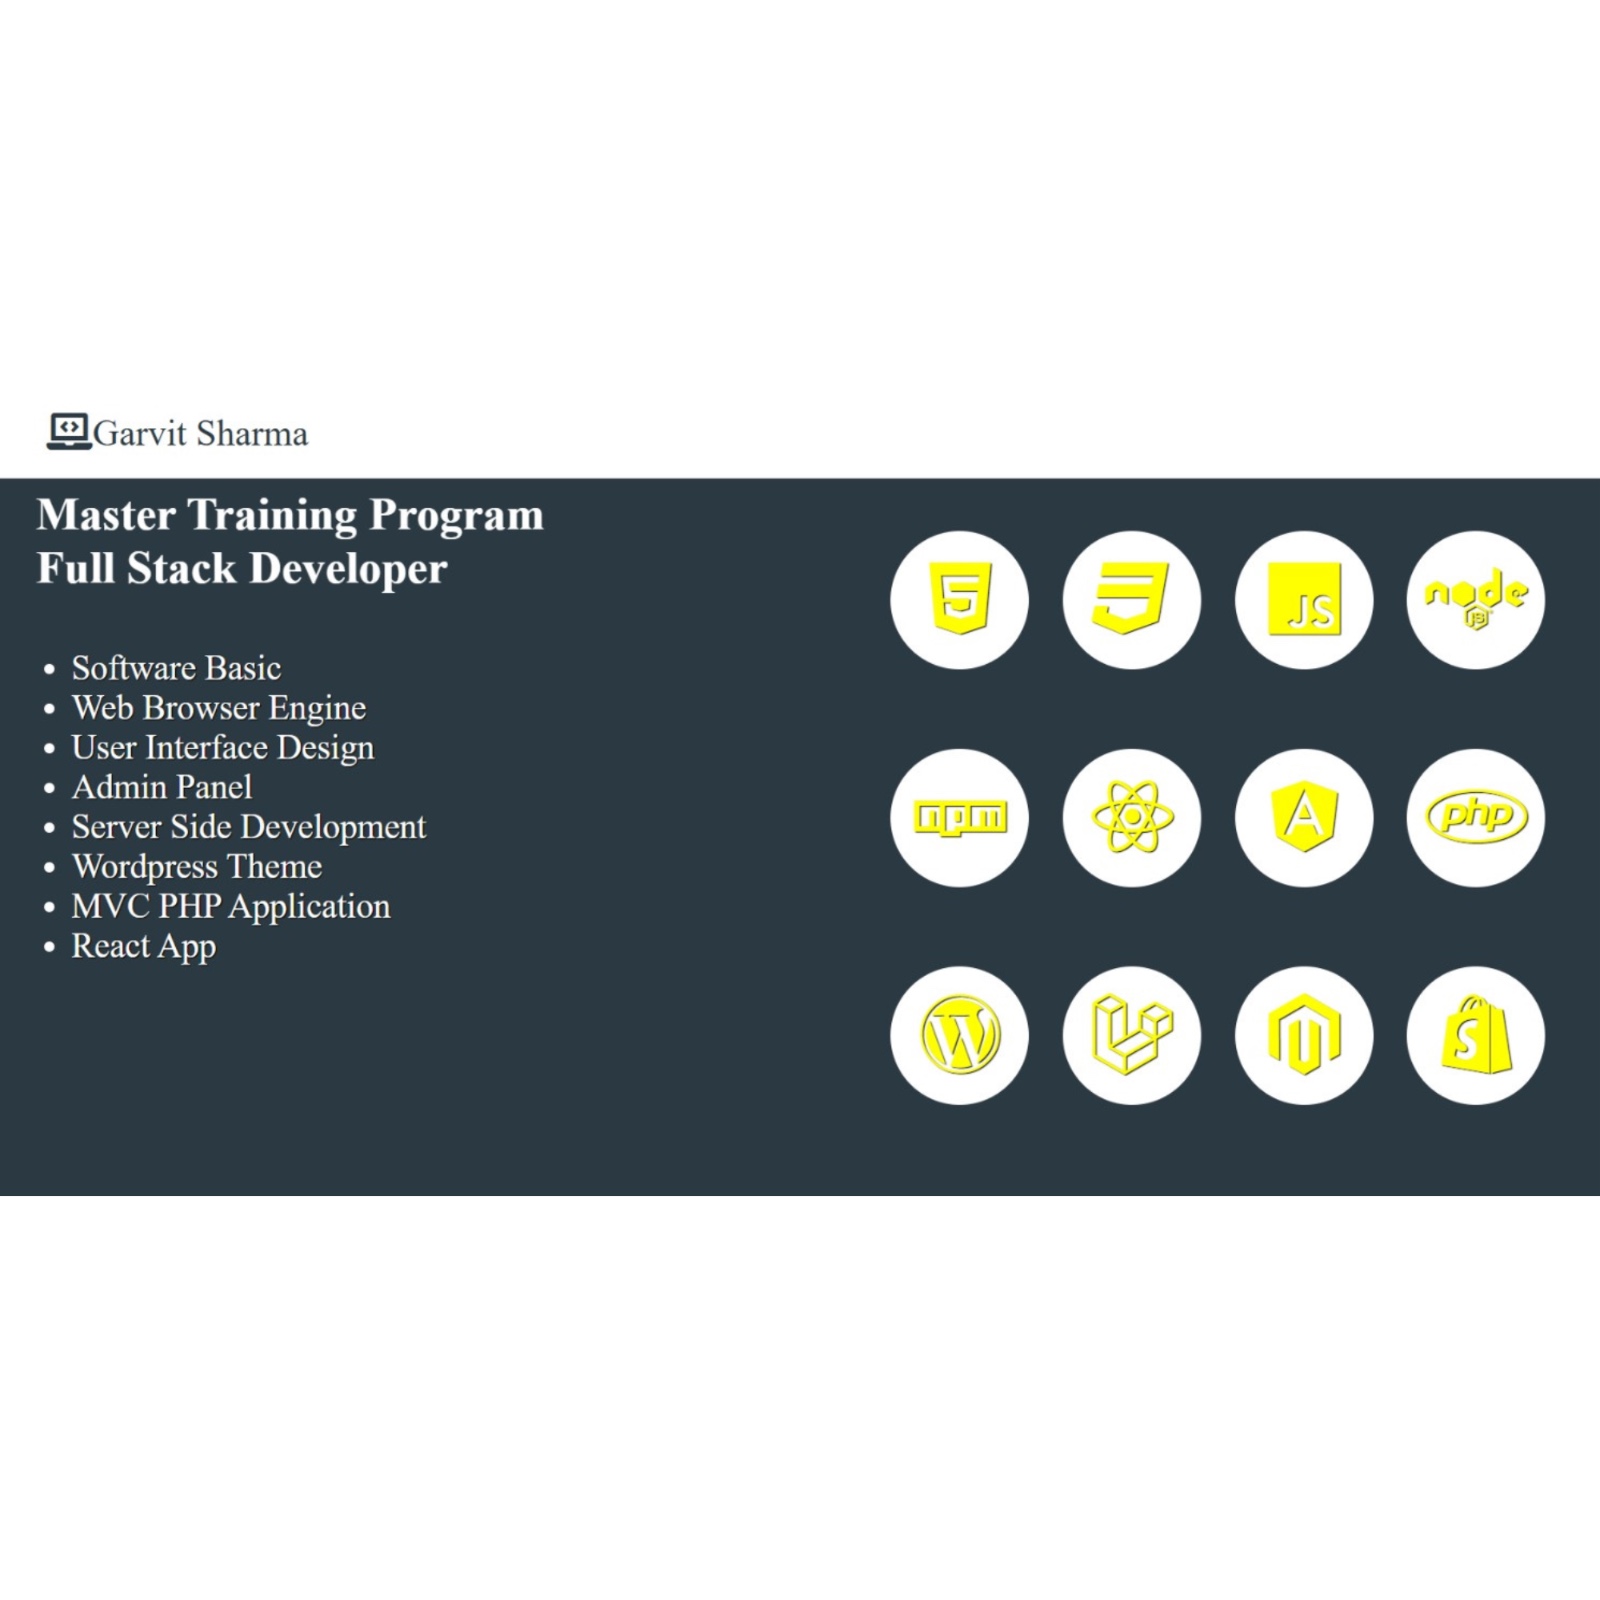 Garvit Sharma
Master Training Program
Full Stack Developer
• Software Basic
• Web Browser Engine
• User Interface Design
• Admin Panel
• Server Side Development
• Wordpress Theme
• MVC PHP Application
• React App
5
JS
node
JS
npm
A
php
W
S